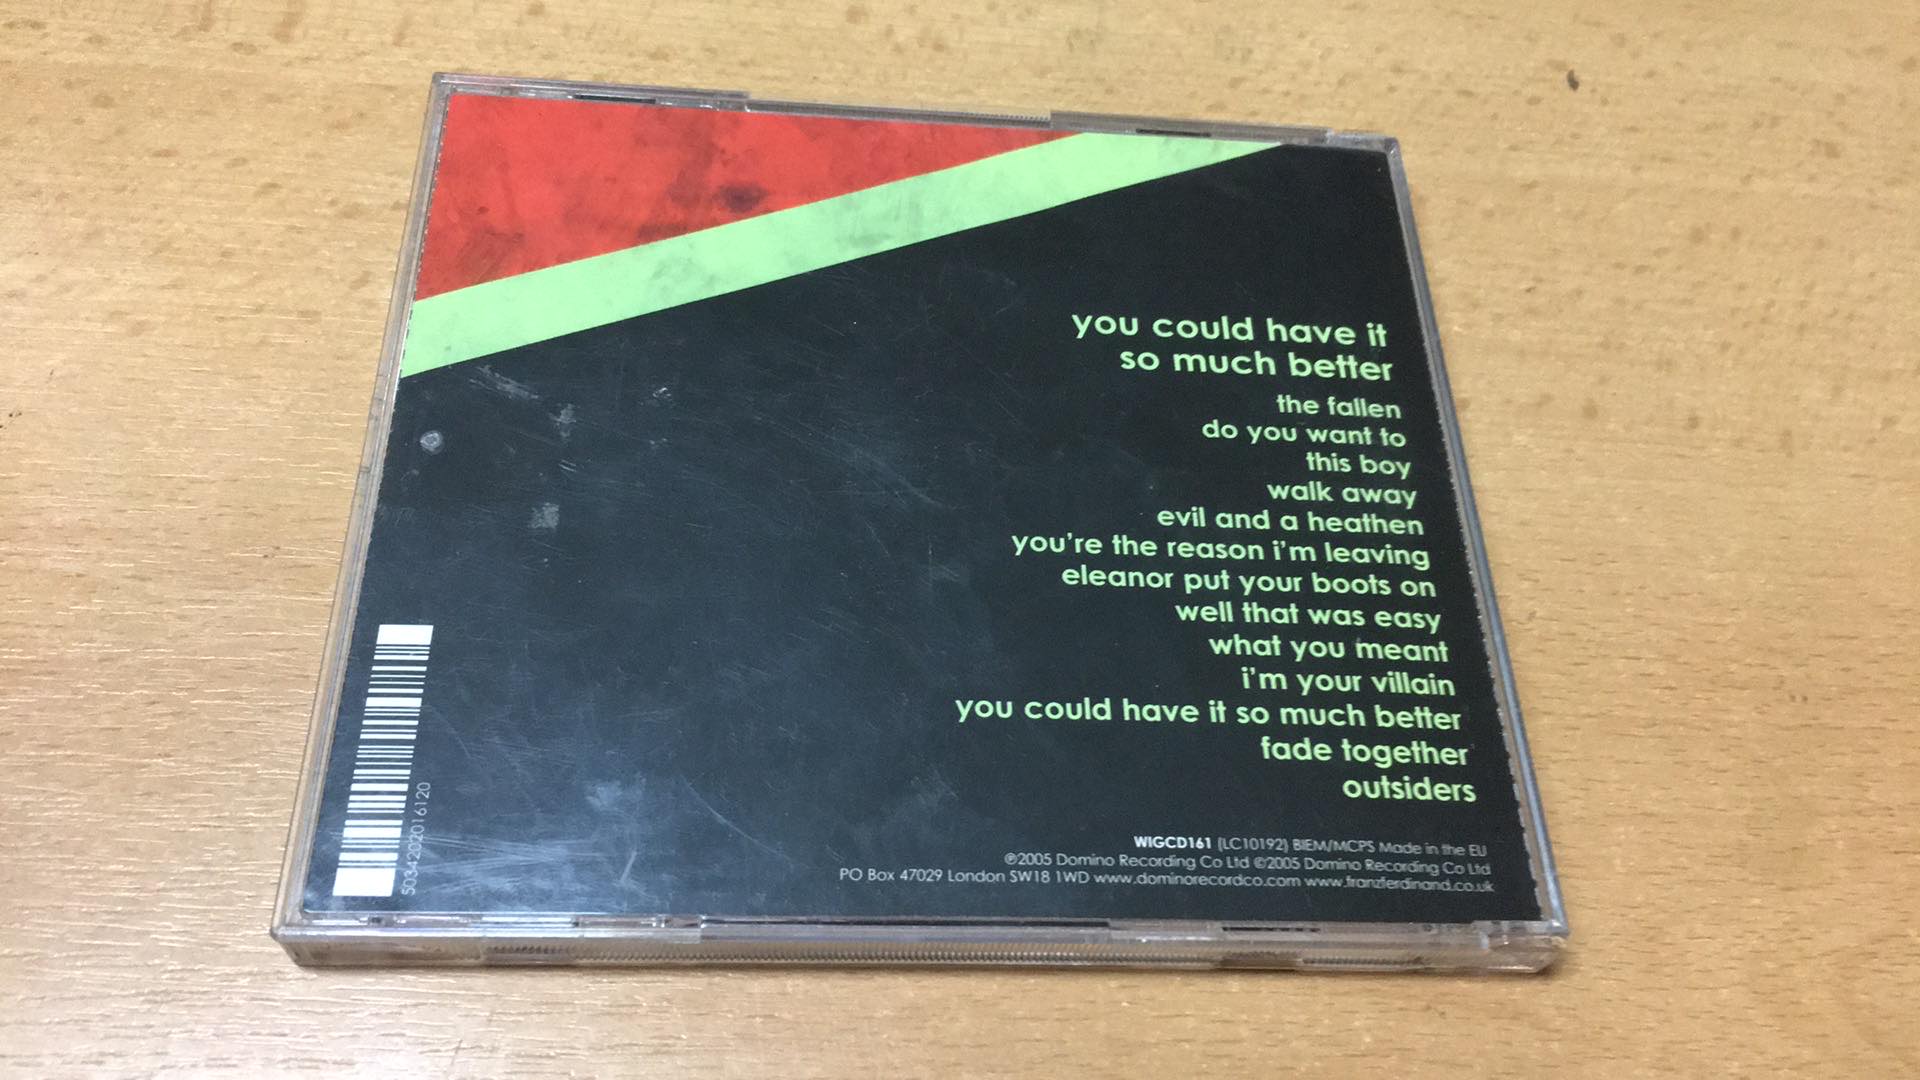 you could have it
so much better
the fallen
do you want to
this boy
walk away
evil and a heathen
you're the reason i'm leaving
eleanor put your boots on
well that was easy
what you meant
i'm your villain
you could have it so much better
fade together
outsiders
WIGCD161 (LC10192) BIEM/MCPS Made in the EU
℗2005 Domino Recording Co Ltd ©2005 Domino Recording Co Ltd
PO Box 47029 London SW18 1WD www.dominorecordco.com www.franzferdinand.co.uk
5034202016120